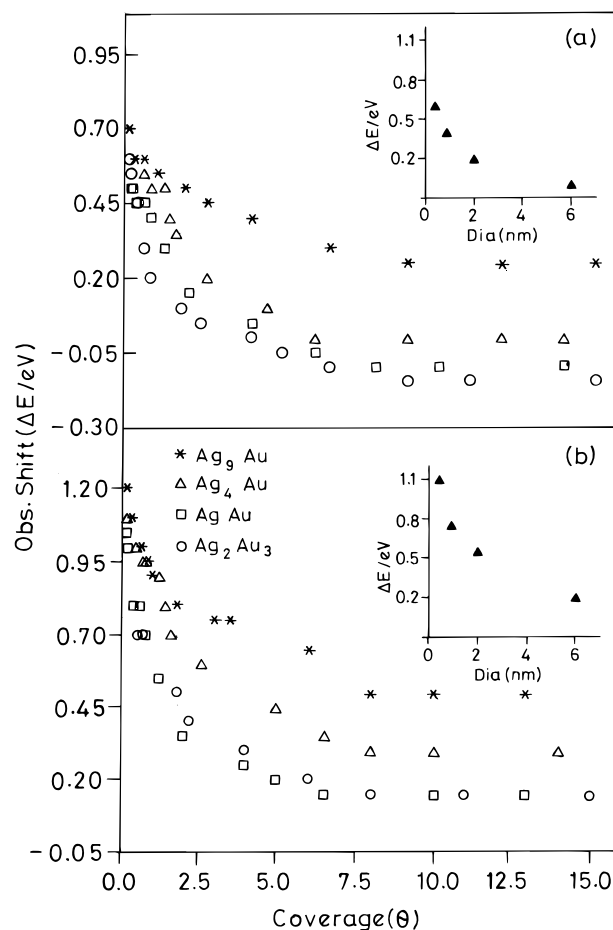 (a)
0.95
0.70
0.45
0.20
−0.05
−0.30
1.1
0.8
0.5
0.2
ΔE/eV
0 2 4 6
Dia(nm)
Obs. Shift(ΔE/eV)
(b)
1.20
0.95
0.70
0.45
0.20
−0.05
Ag₉ Au
Ag₄ Au
Ag Au
Ag₂ Au₃
1.1
0.8
0.5
0.2
ΔE/eV
0 2 4 6
Dia(nm)
0.0 2.5 5.0 7.5 10.0 12.5 15.0
Coverage(θ)